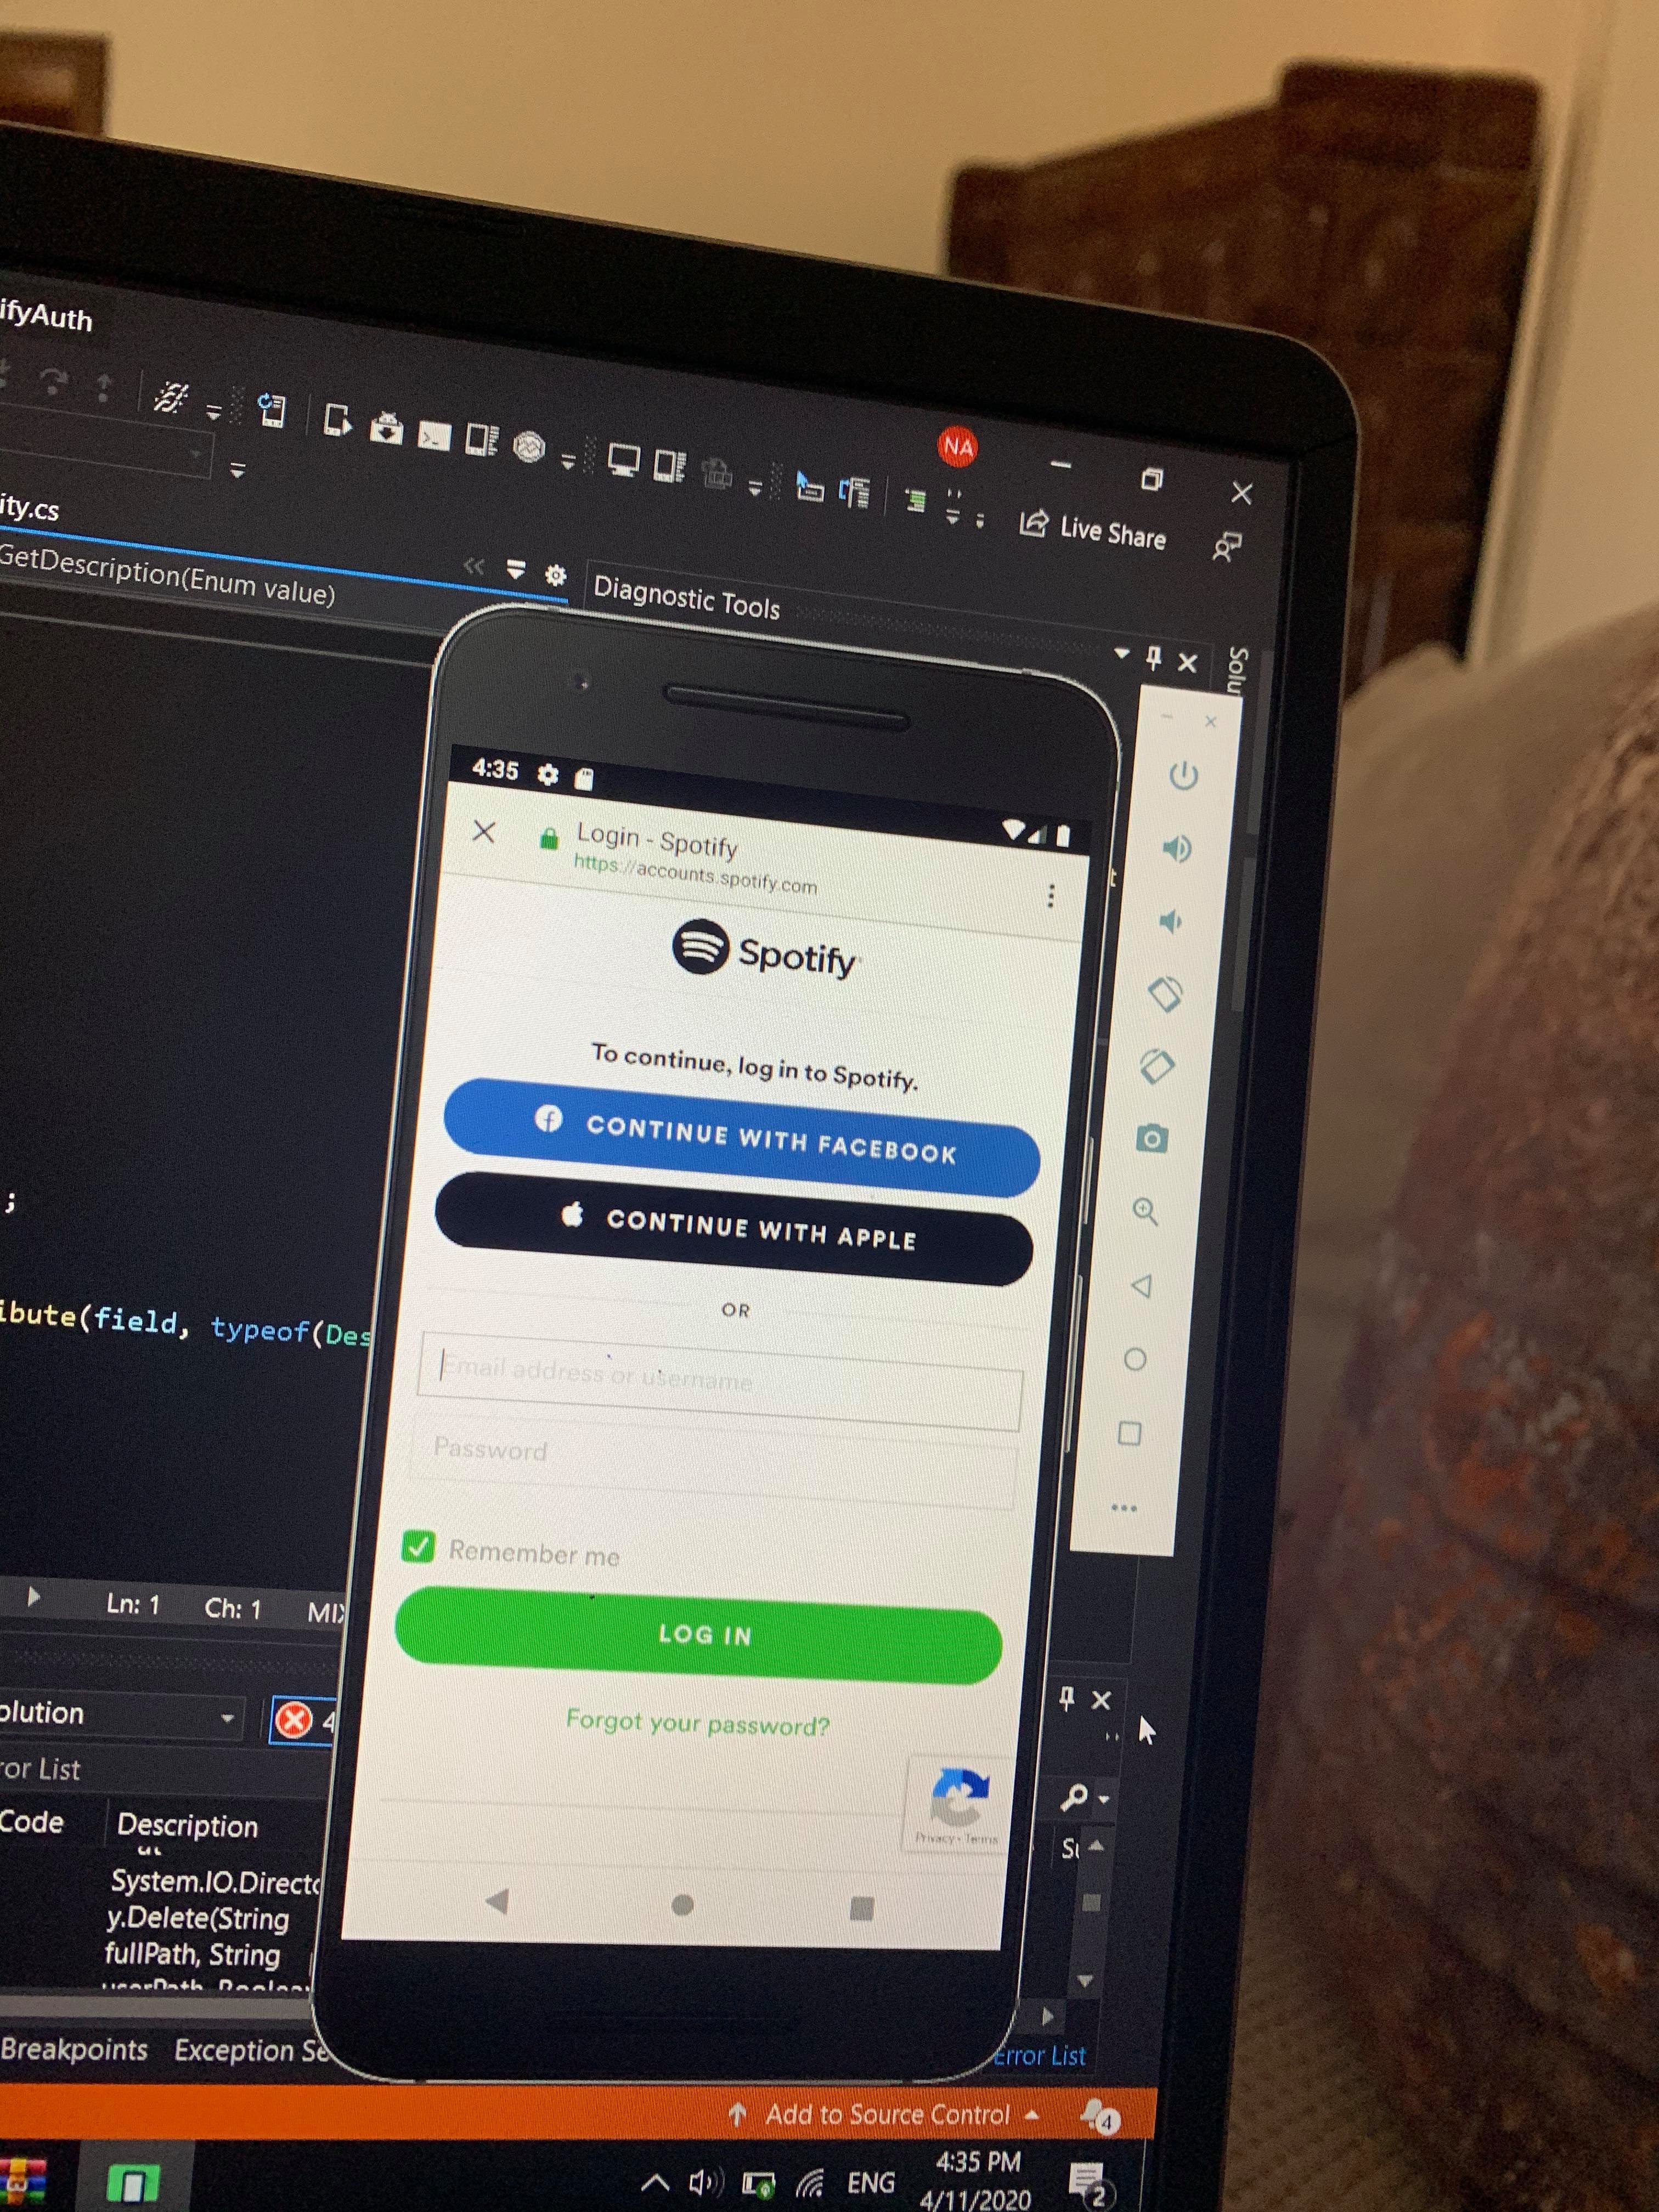 ifyAuth
NA
Live Share
ity.cs
GetDescription(Enum value)
Diagnostic Tools
Solu
4:35
Login - Spotify
https://accounts.spotify.com
t
Spotify
To continue, log in to Spotify.
CONTINUE WITH FACEBOOK
CONTINUE WITH APPLE
;
OR
ibute(field, typeof(Des
Email address or username
Password
Remember me
Ln: 1 Ch: 1 MIX
LOG IN
olution
4
Forgot your password?
ror List
Code
Description
Privacy - Terms
System.IO.Directo
y.Delete(String
fullPath, String
userPath, Boolean
Breakpoints
Exception Se
Error List
Add to Source Control
4
ENG
4:35 PM
4/11/2020
2